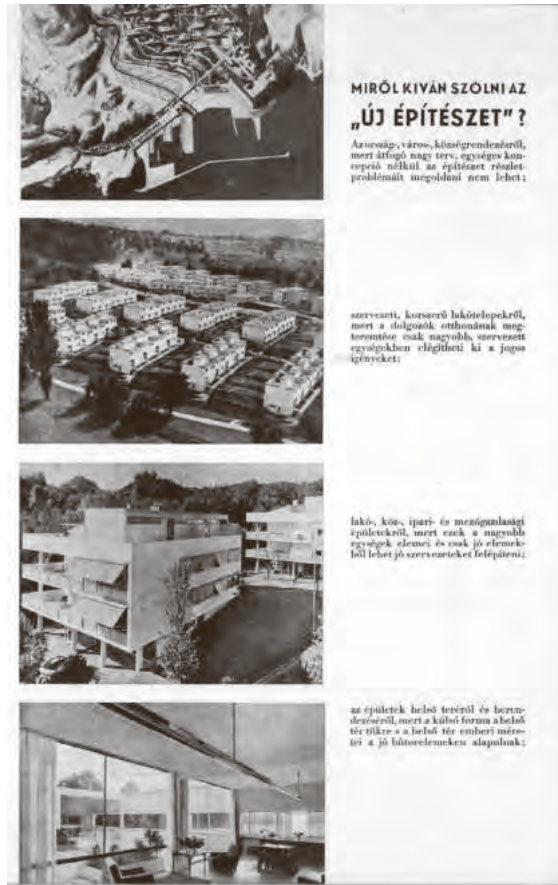 MIRŐL KIVÁN SZÓLNI AZ
„ÚJ ÉPÍTÉSZET" ?
Az ország-, város-, községrendezésről,
mert átfogó nagy terv, egységes kon-
cepció nélkül az építészet részlet-
problémáit megoldani nem lehet;
szervezett, korszerű lakótelepekről,
mert a dolgozók otthonának meg-
teremtése csak nagyobb, szervezett
egységekben elégítheti ki a jogos
igényeket;
lakó-, köz-, ipari- és mezőgazdasági
épületekről, mert ezek a nagyobb
egységek elemei és csak jó elemek-
ből lehet jó szervezeteket felépíteni;
az épületek belső teréről és beren-
dezéséről, mert a külső forma a belső
tér tükre s a belső tér emberi mére-
tei a jó bútorelemeken alapulnak;